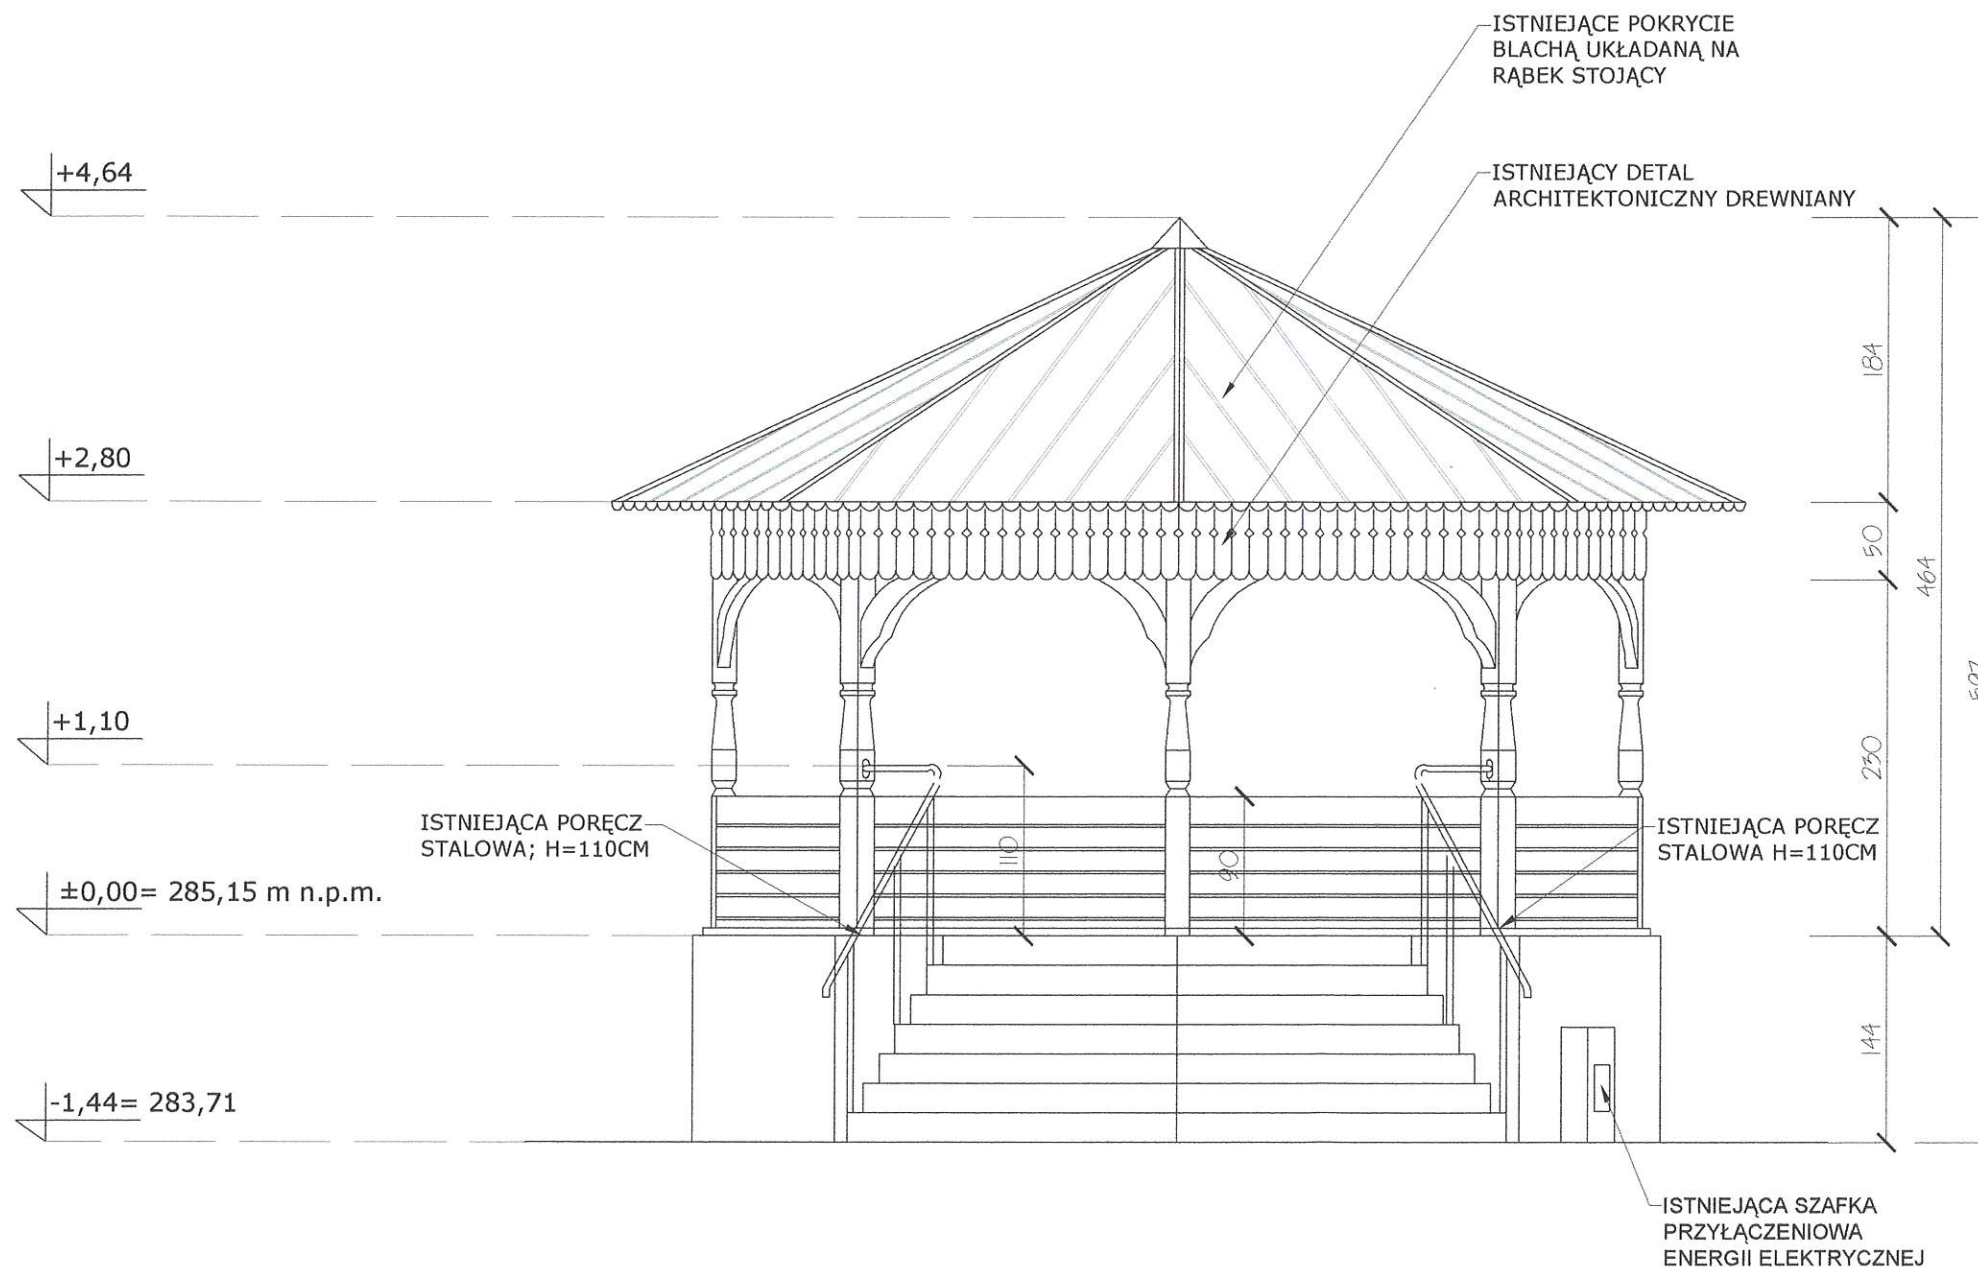 ISTNIEJĄCE POKRYCIE
BLACHĄ UKŁADANĄ NA
RĄBEK STOJĄCY
+4,64
ISTNIEJĄCY DETAL
ARCHITEKTONICZNY DREWNIANY
184
+2,80
50
464
+1,10
230
ISTNIEJĄCA PORĘCZ
STALOWA; H=110CM
110
90
ISTNIEJĄCA PORĘCZ
STALOWA H=110CM
±0,00= 285,15 m n.p.m.
144
-1,44= 283,71
ISTNIEJĄCA SZAFKA
PRZYŁĄCZENIOWA
ENERGII ELEKTRYCZNEJ